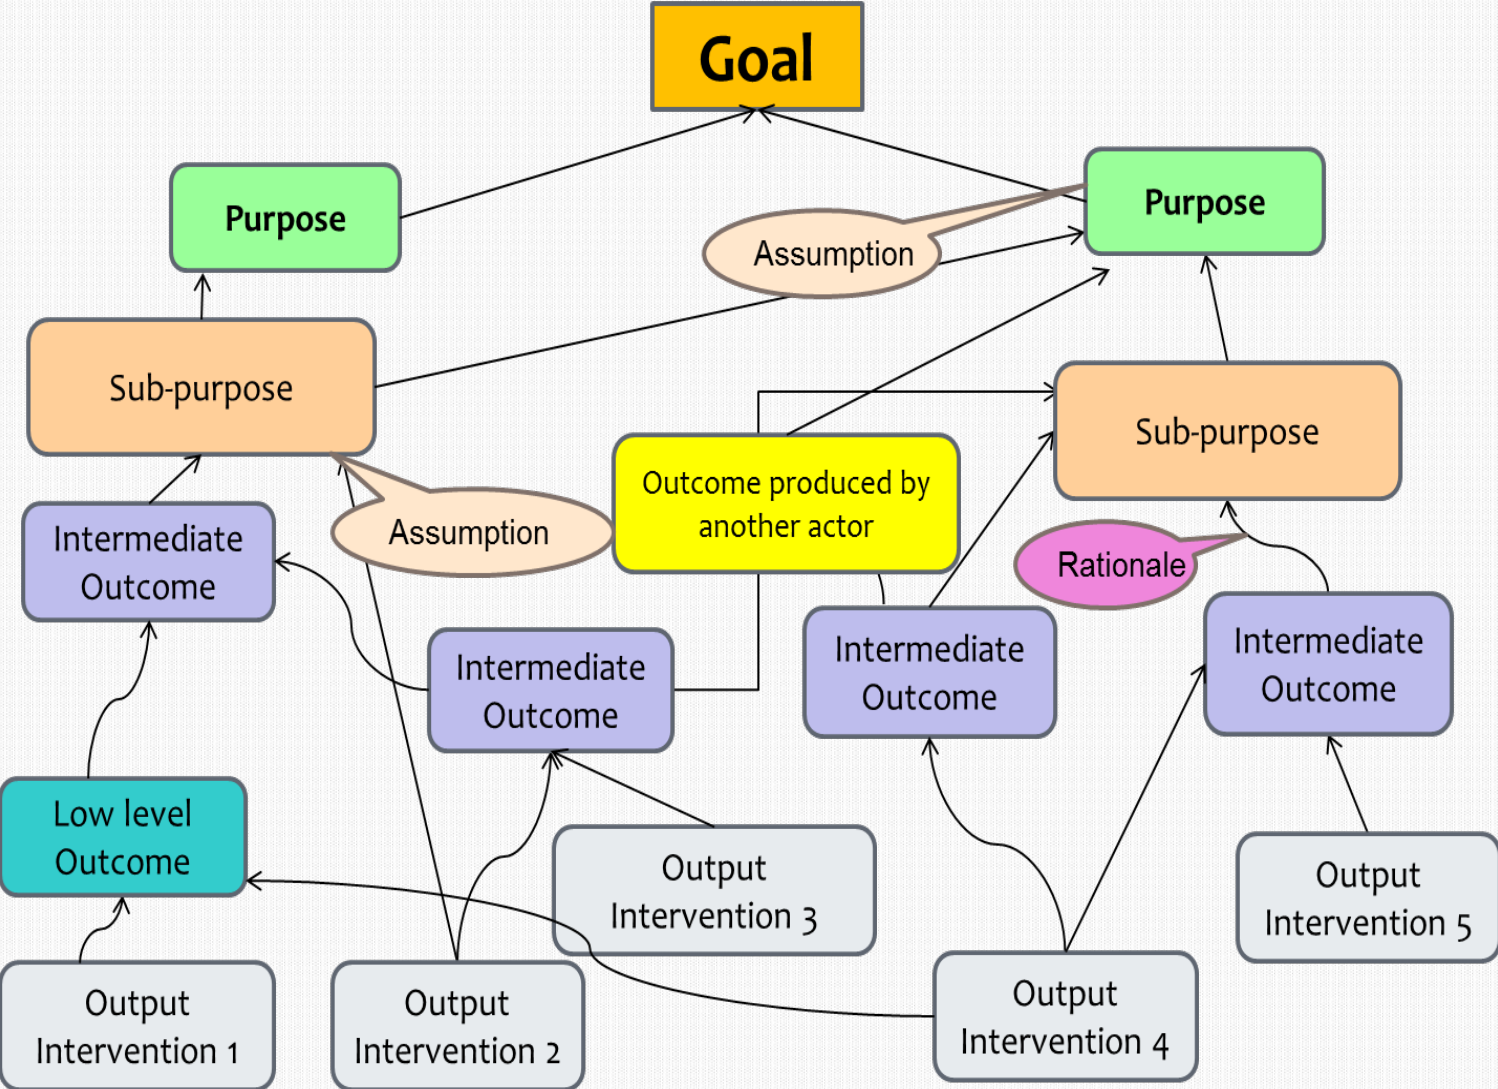 Goal
Purpose
Purpose
Assumption
Sub-purpose
Sub-purpose
Outcome produced by
another actor
Assumption
Intermediate
Outcome
Rationale
Intermediate
Outcome
Intermediate
Outcome
Intermediate
Outcome
Low level
Outcome
Output
Intervention 3
Output
Intervention 5
Output
Intervention 1
Output
Intervention 2
Output
Intervention 4